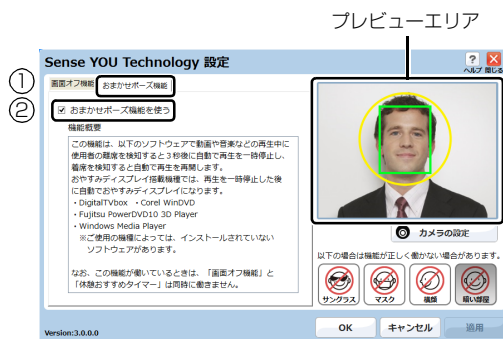 プレビューエリア
Sense YOU Technology 設定
?
ヘルプ 閉じる
①
画面オフ機能 おまかせポーズ機能
②
おまかせポーズ機能を使う
機能概要
この機能は、以下のソフトウェアで動画や音楽などの再生中に
使用者の離席を検知すると3秒後に自動で再生を一時停止し、
着席を検知すると自動で再生を再開します。
おやすみディスプレイ搭載機種では、再生を一時停止した後
に自動でおやすみディスプレイになります。
・DigitalTVbox ・Corel WinDVD
・Fujitsu PowerDVD10 3D Player
・Windows Media Player
※ご使用の機種によっては、インストールされていない
ソフトウェアがあります。
なお、この機能が働いているときは、「画面オフ機能」と
「休憩おすすめタイマー」は同時に働きません。
カメラの設定
以下の場合は機能が正しく働かない場合があります。
サングラス マスク 横顔 暗い部屋
Version:3.0.0.0
OK キャンセル 適用